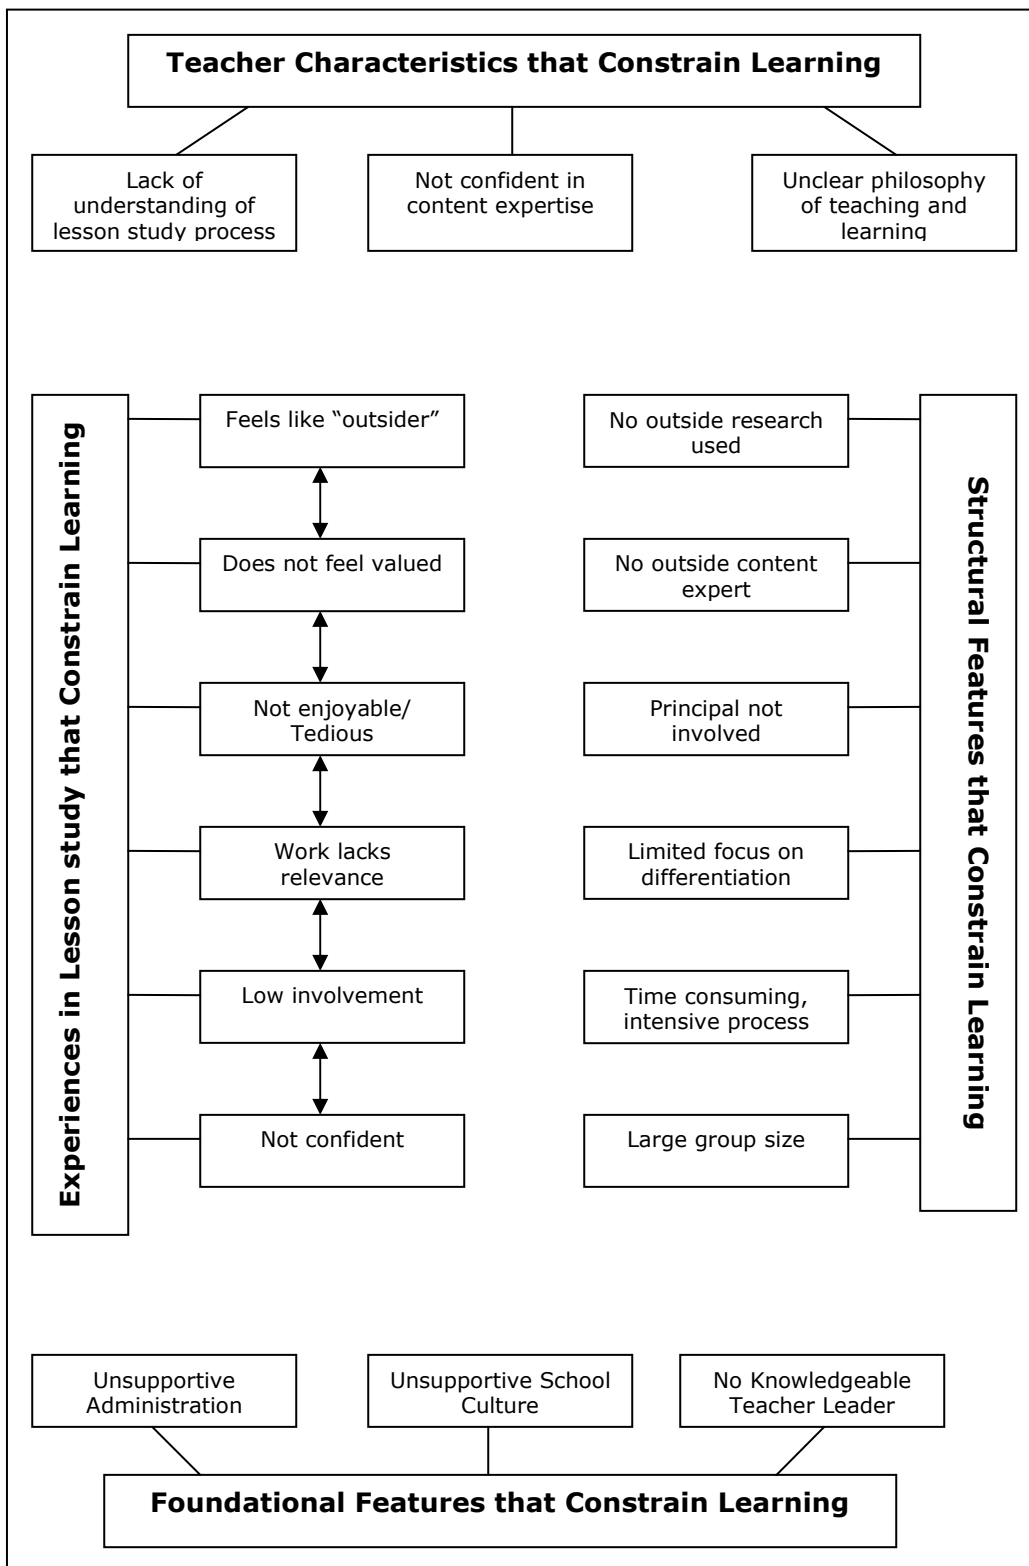 Teacher Characteristics that Constrain Learning
Lack of
understanding of
lesson study process
Not confident in
content expertise
Unclear philosophy
of teaching and
learning
Experiences in Lesson study that Constrain Learning
Feels like “outsider”
Does not feel valued
Not enjoyable/
Tedious
Work lacks
relevance
Low involvement
Not confident
No outside research
used
No outside content
expert
Principal not
involved
Limited focus on
differentiation
Time consuming,
intensive process
Large group size
Structural Features that Constrain Learning
Unsupportive
Administration
Unsupportive School
Culture
No Knowledgeable
Teacher Leader
Foundational Features that Constrain Learning